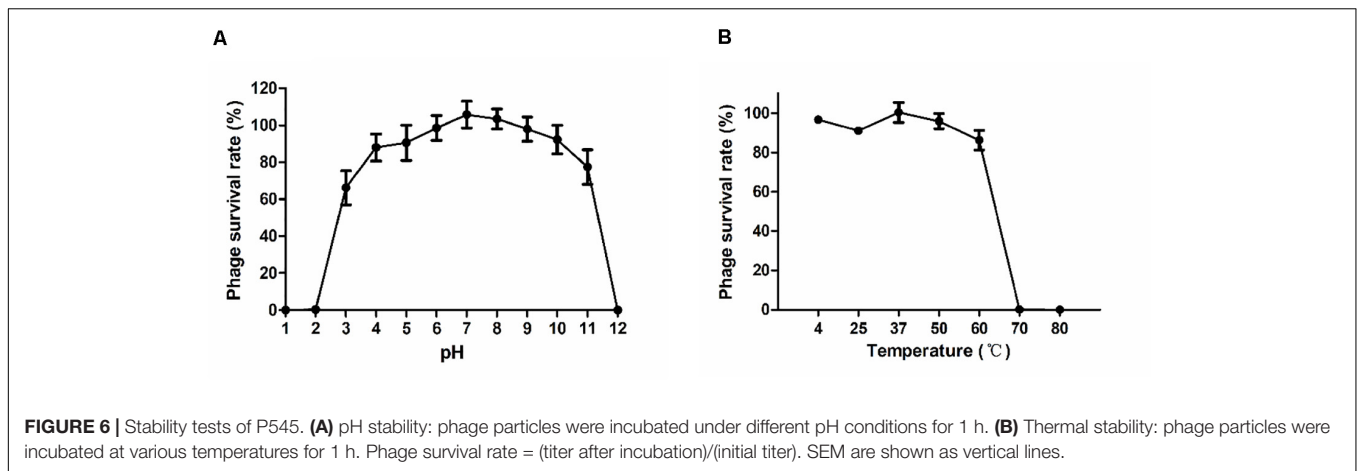 A
Phage survival rate (%)
120
100
80
60
40
20
0
1 2 3 4 5 6 7 8 9 10 11 12
pH
B
Phage survival rate (%)
100
80
60
40
20
0
4 25 37 50 60 70 80
Temperature (℃)
FIGURE 6 | Stability tests of P545. (A) pH stability: phage particles were incubated under different pH conditions for 1 h. (B) Thermal stability: phage particles were
incubated at various temperatures for 1 h. Phage survival rate = (titer after incubation)/(initial titer). SEM are shown as vertical lines.